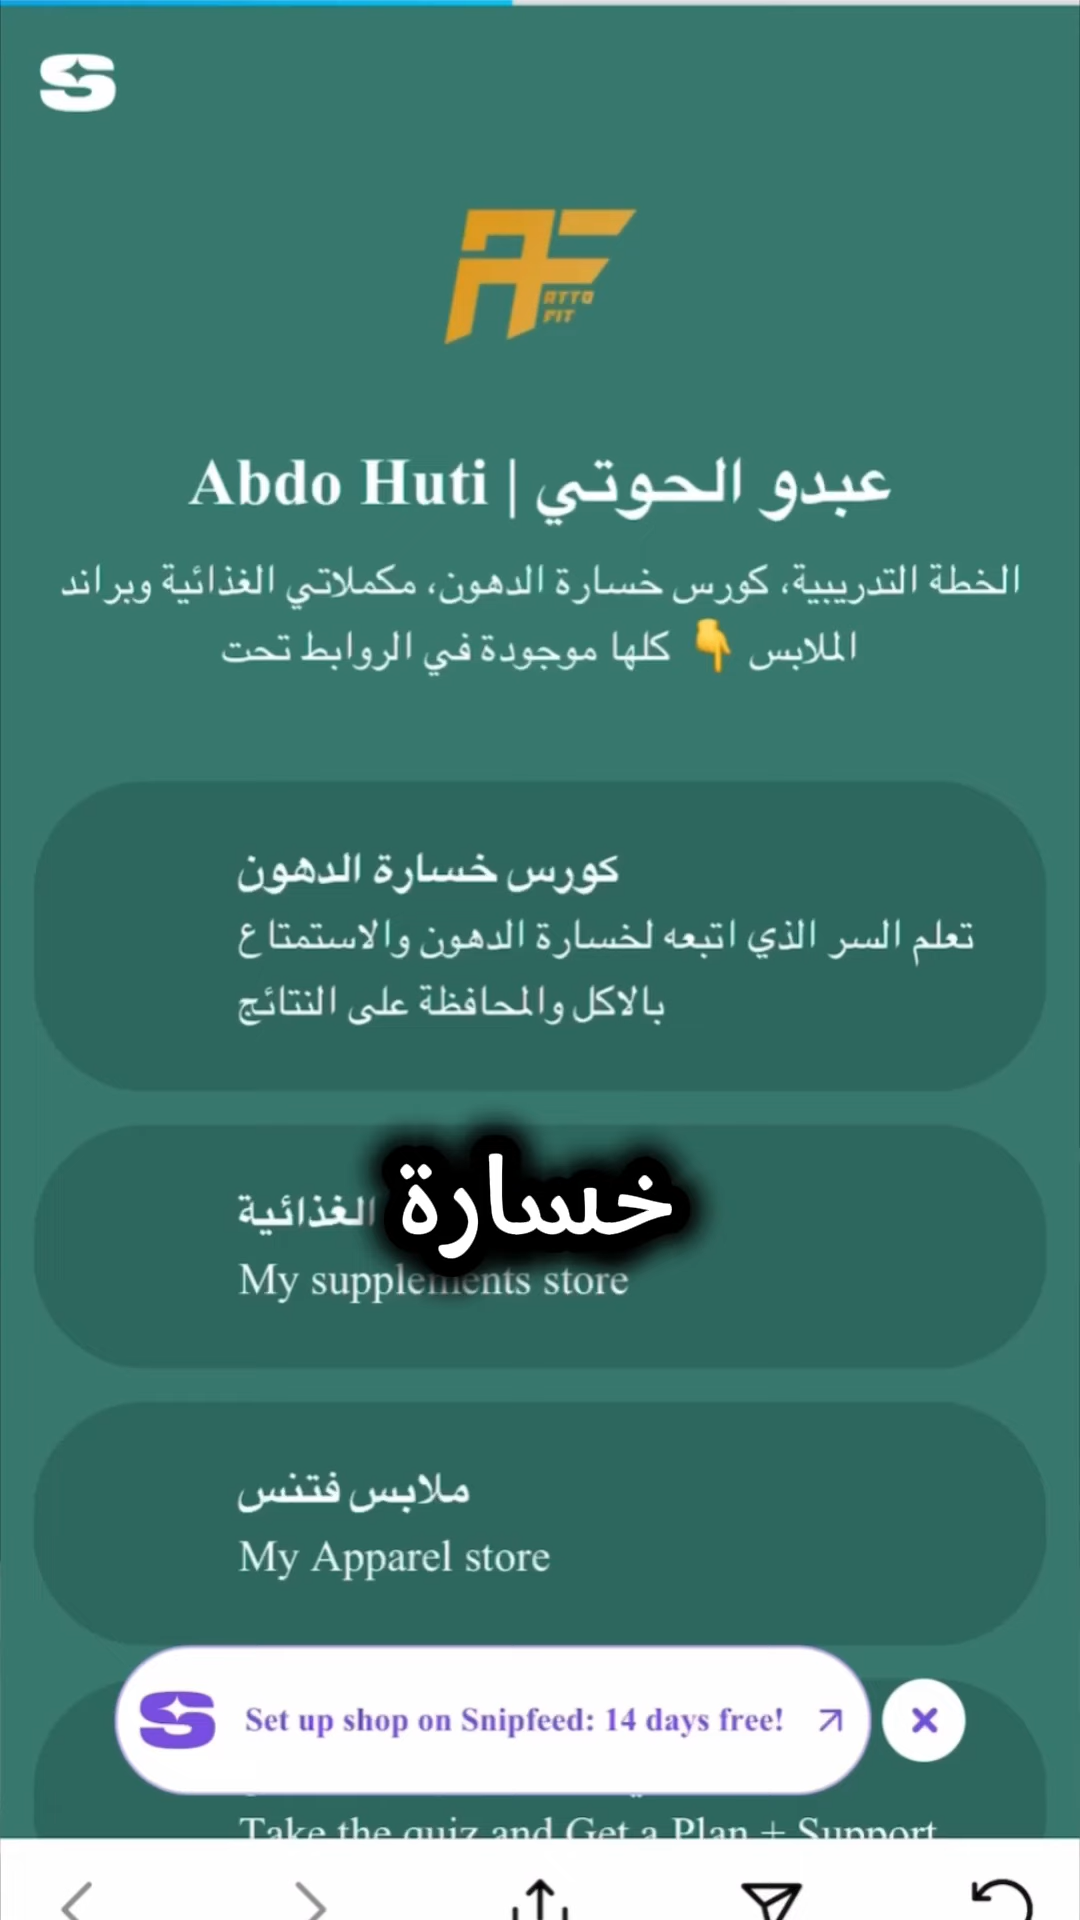 S
AF
ATTO
FIT
عبدو الحوتي | Abdo Huti
الخطة التدريبية، كورس خسارة الدهون، مكملاتي الغذائية وبراند
الملابس 👇 كلها موجودة في الروابط تحت
كورس خسارة الدهون
تعلم السر الذي اتبعه لخسارة الدهون والاستمتاع
بالاكل والمحافظة على النتائج
خسارة
الغذائية
My supplements store
ملابس فتنس
My Apparel store
S Set up shop on Snipfeed: 14 days free!
Take the quiz and Get a Plan + Support